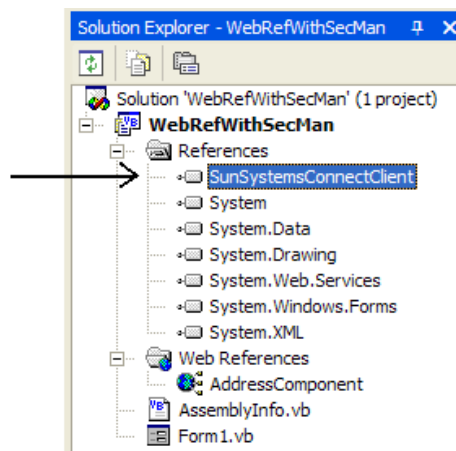 Solution Explorer - WebRefWithSecMan
Solution 'WebRefWithSecMan' (1 project)
WebRefWithSecMan
References
SunSystemsConnectClient
System
System.Data
System.Drawing
System.Web.Services
System.Windows.Forms
System.XML
Web References
AddressComponent
AssemblyInfo.vb
Form1.vb